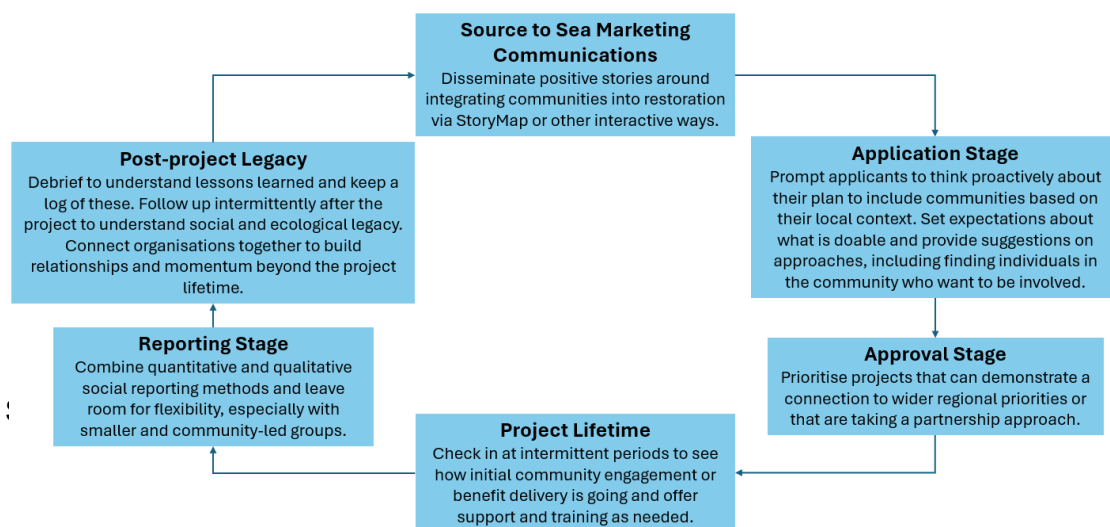 Source to Sea Marketing
Communications
Disseminate positive stories around
integrating communities into restoration
via StoryMap or other interactive ways.
Application Stage
Prompt applicants to think proactively about
their plan to include communities based on
their local context. Set expectations about
what is doable and provide suggestions on
approaches, including finding individuals in
the community who want to be involved.
Approval Stage
Prioritise projects that can demonstrate a
connection to wider regional priorities or
that are taking a partnership approach.
Project Lifetime
Check in at intermittent periods to see
how initial community engagement or
benefit delivery is going and offer
support and training as needed.
Reporting Stage
Combine quantitative and qualitative
social reporting methods and leave
room for flexibility, especially with
smaller and community-led groups.
Post-project Legacy
Debrief to understand lessons learned and keep a
log of these. Follow up intermittently after the
project to understand social and ecological legacy.
Connect organisations together to build
relationships and momentum beyond the project
lifetime.